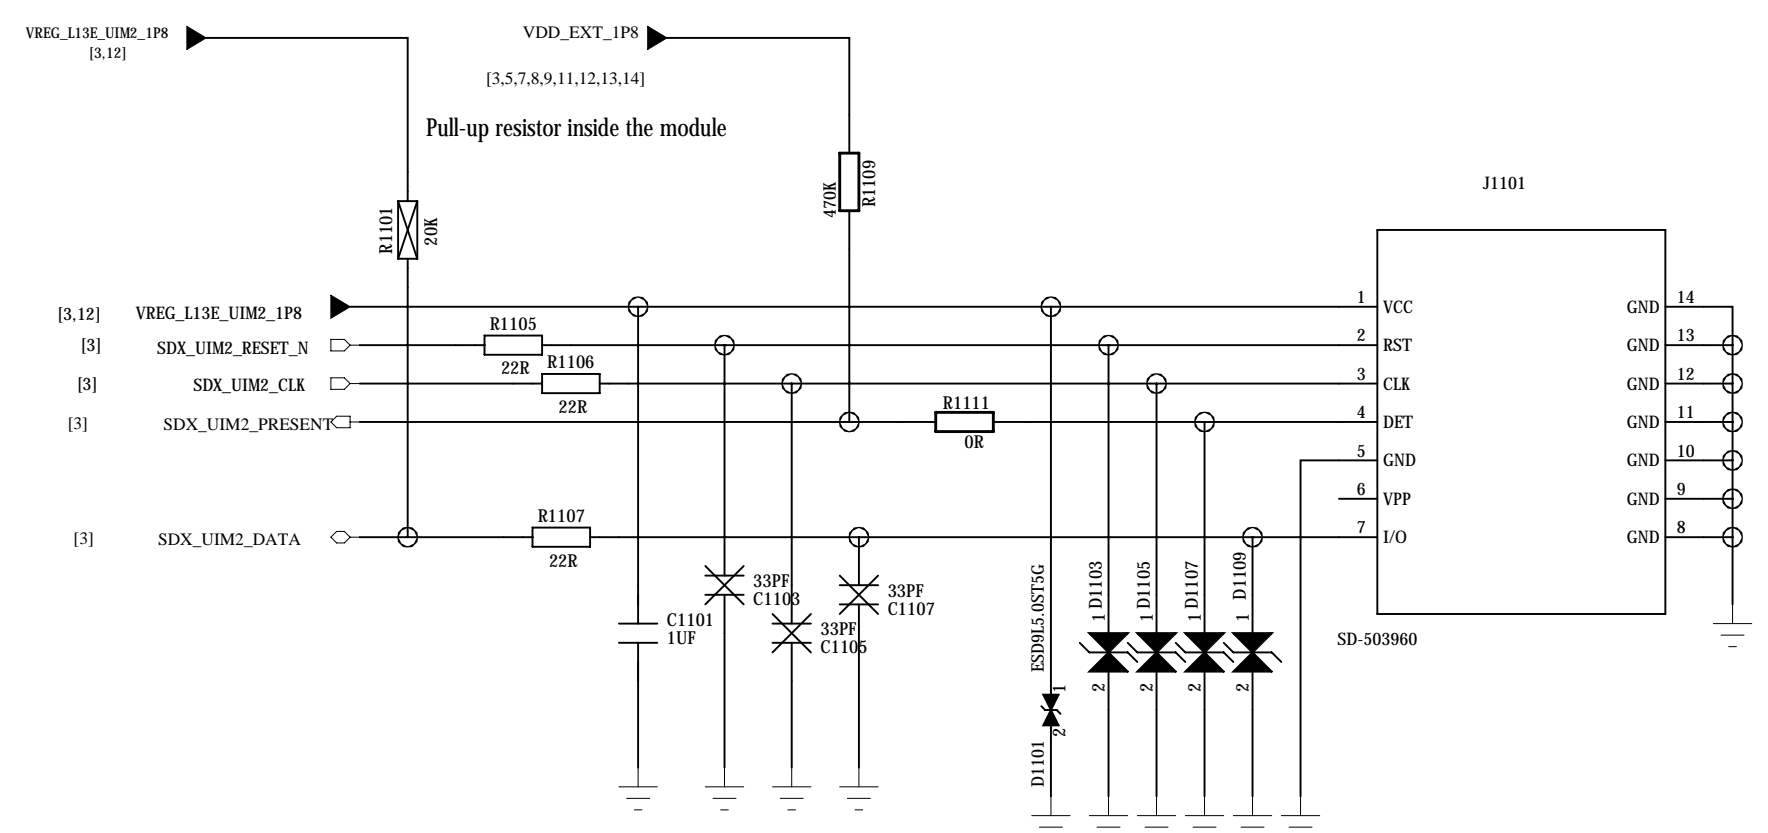 VREG_L13E_UIM2_1P8
[3,12]
VDD_EXT_1P8
[3,5,7,8,9,11,12,13,14]
Pull-up resistor inside the module
R1101
20K
470K
R1109
J1101
[3,12] VREG_L13E_UIM2_1P8
[3] SDX_UIM2_RESET_N
R1105
22R
[3] SDX_UIM2_CLK
R1106
22R
[3] SDX_UIM2_PRESENT
R1111
0R
[3] SDX_UIM2_DATA
R1107
22R
1 VCC GND 14
2 RST GND 13
3 CLK GND 12
4 DET GND 11
5 GND GND 10
6 VPP GND 9
7 I/O GND 8
SD-503960
C1101
1UF
33PF
C1103
33PF
C1105
33PF
C1107
ESD9L5.0ST5G
1
2
D1101
1 D1103
2
1 D1105
2
1 D1107
2
1 D1109
2